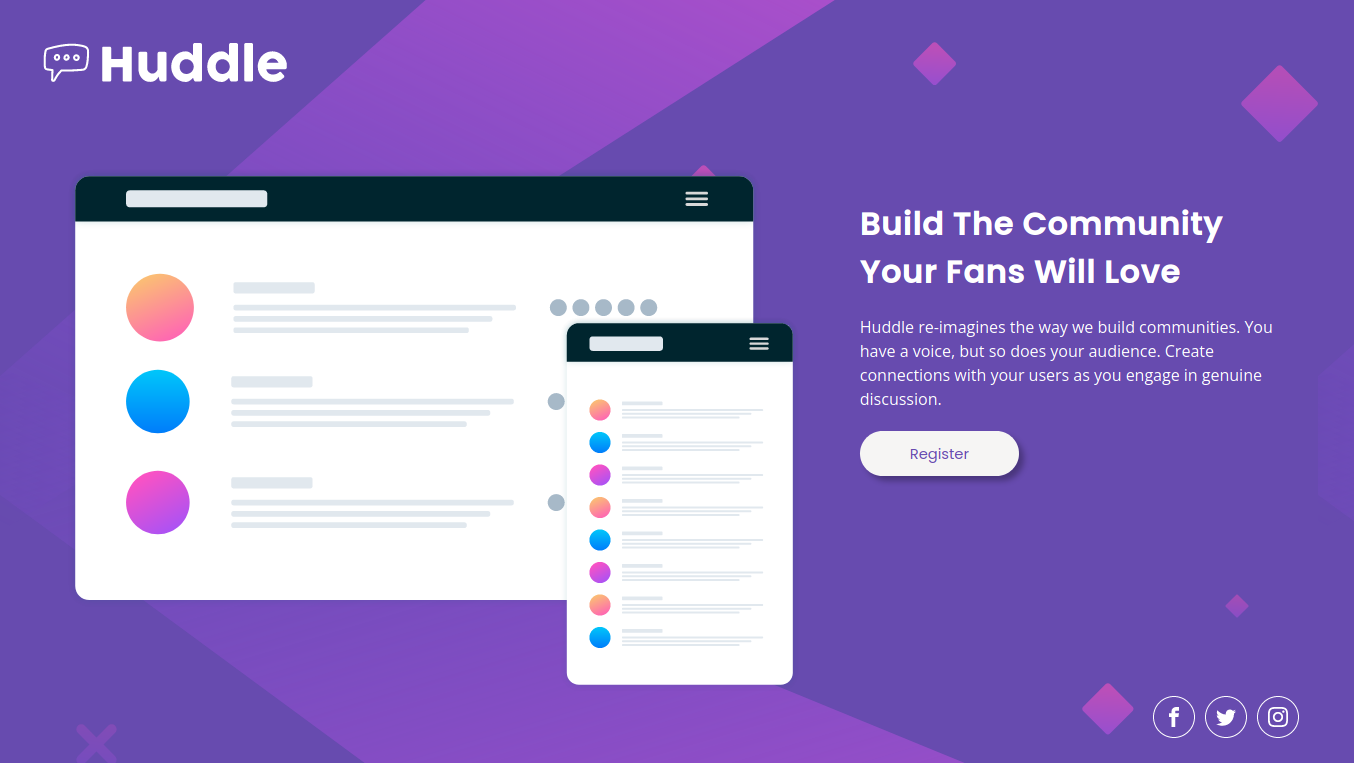 Huddle
Build The Community
Your Fans Will Love
Huddle re-imagines the way we build communities. You
have a voice, but so does your audience. Create
connections with your users as you engage in genuine
discussion.
Register